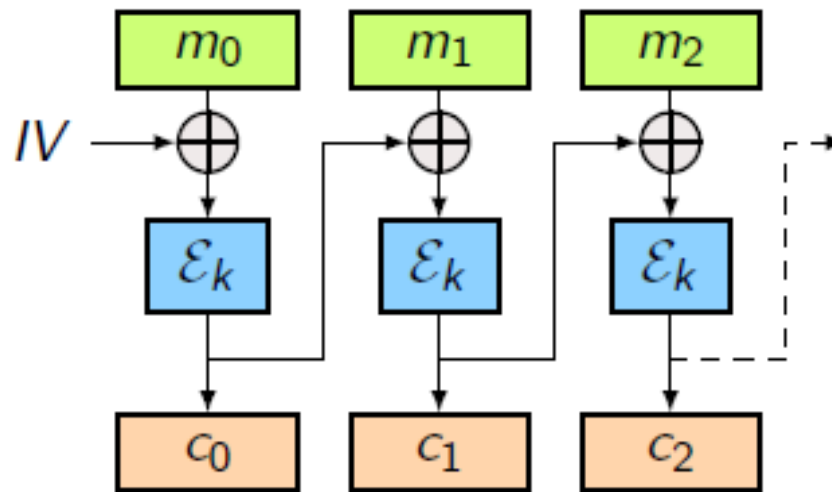 m₀ m₁ m₂
IV
ℰₖ ℰₖ ℰₖ
c₀ c₁ c₂